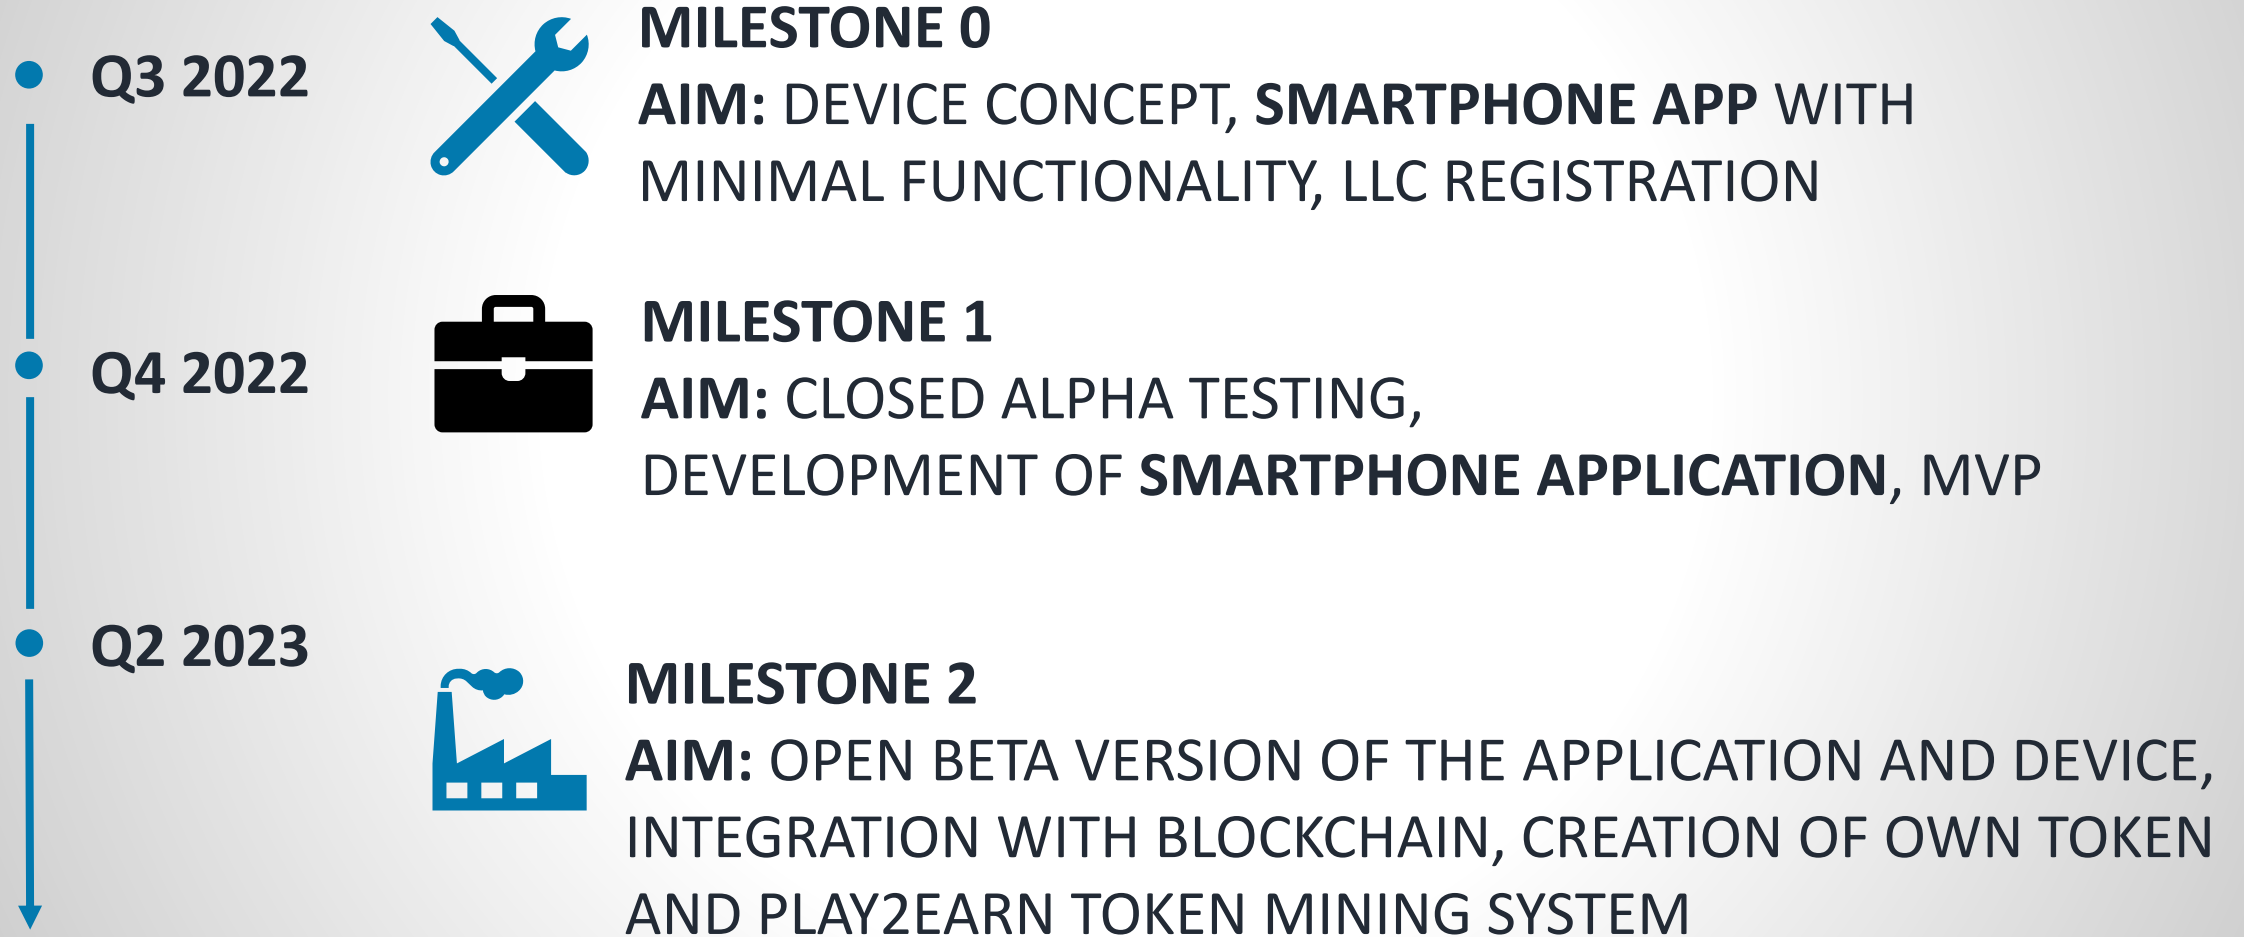 Q3 2022
MILESTONE 0
AIM: DEVICE CONCEPT, SMARTPHONE APP WITH
MINIMAL FUNCTIONALITY, LLC REGISTRATION
Q4 2022
MILESTONE 1
AIM: CLOSED ALPHA TESTING,
DEVELOPMENT OF SMARTPHONE APPLICATION, MVP
Q2 2023
MILESTONE 2
AIM: OPEN BETA VERSION OF THE APPLICATION AND DEVICE,
INTEGRATION WITH BLOCKCHAIN, CREATION OF OWN TOKEN
AND PLAY2EARN TOKEN MINING SYSTEM